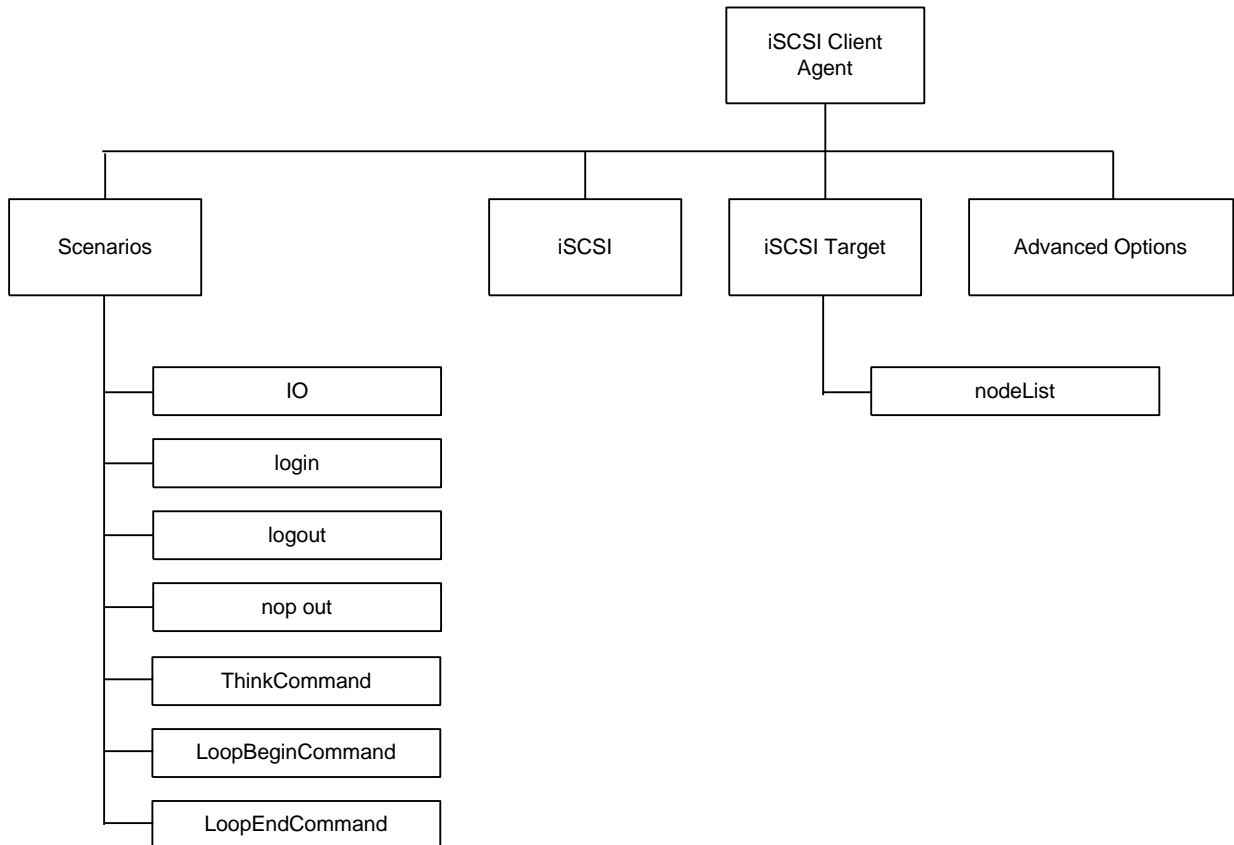 iSCSI Client
Agent
Scenarios
iSCSI
iSCSI Target
Advanced Options
IO
nodeList
login
logout
nop out
ThinkCommand
LoopBeginCommand
LoopEndCommand